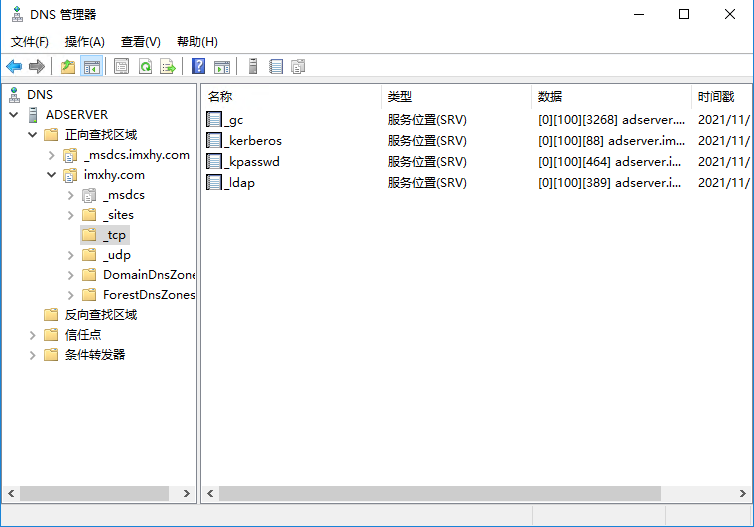 DNS 管理器
文件(F) 操作(A) 查看(V) 帮助(H)
DNS
ADSERVER
正向查找区域
_msdcs.imxhy.com
imxhy.com
_msdcs
_sites
_tcp
_udp
DomainDnsZone
ForestDnsZones
反向查找区域
信任点
条件转发器
名称 类型 数据 时间戳
_gc 服务位置(SRV) [0][100][3268] adserver.... 2021/11/
_kerberos 服务位置(SRV) [0][100][88] adserver.im... 2021/11/
_kpasswd 服务位置(SRV) [0][100][464] adserver.i... 2021/11/
_ldap 服务位置(SRV) [0][100][389] adserver.i... 2021/11/